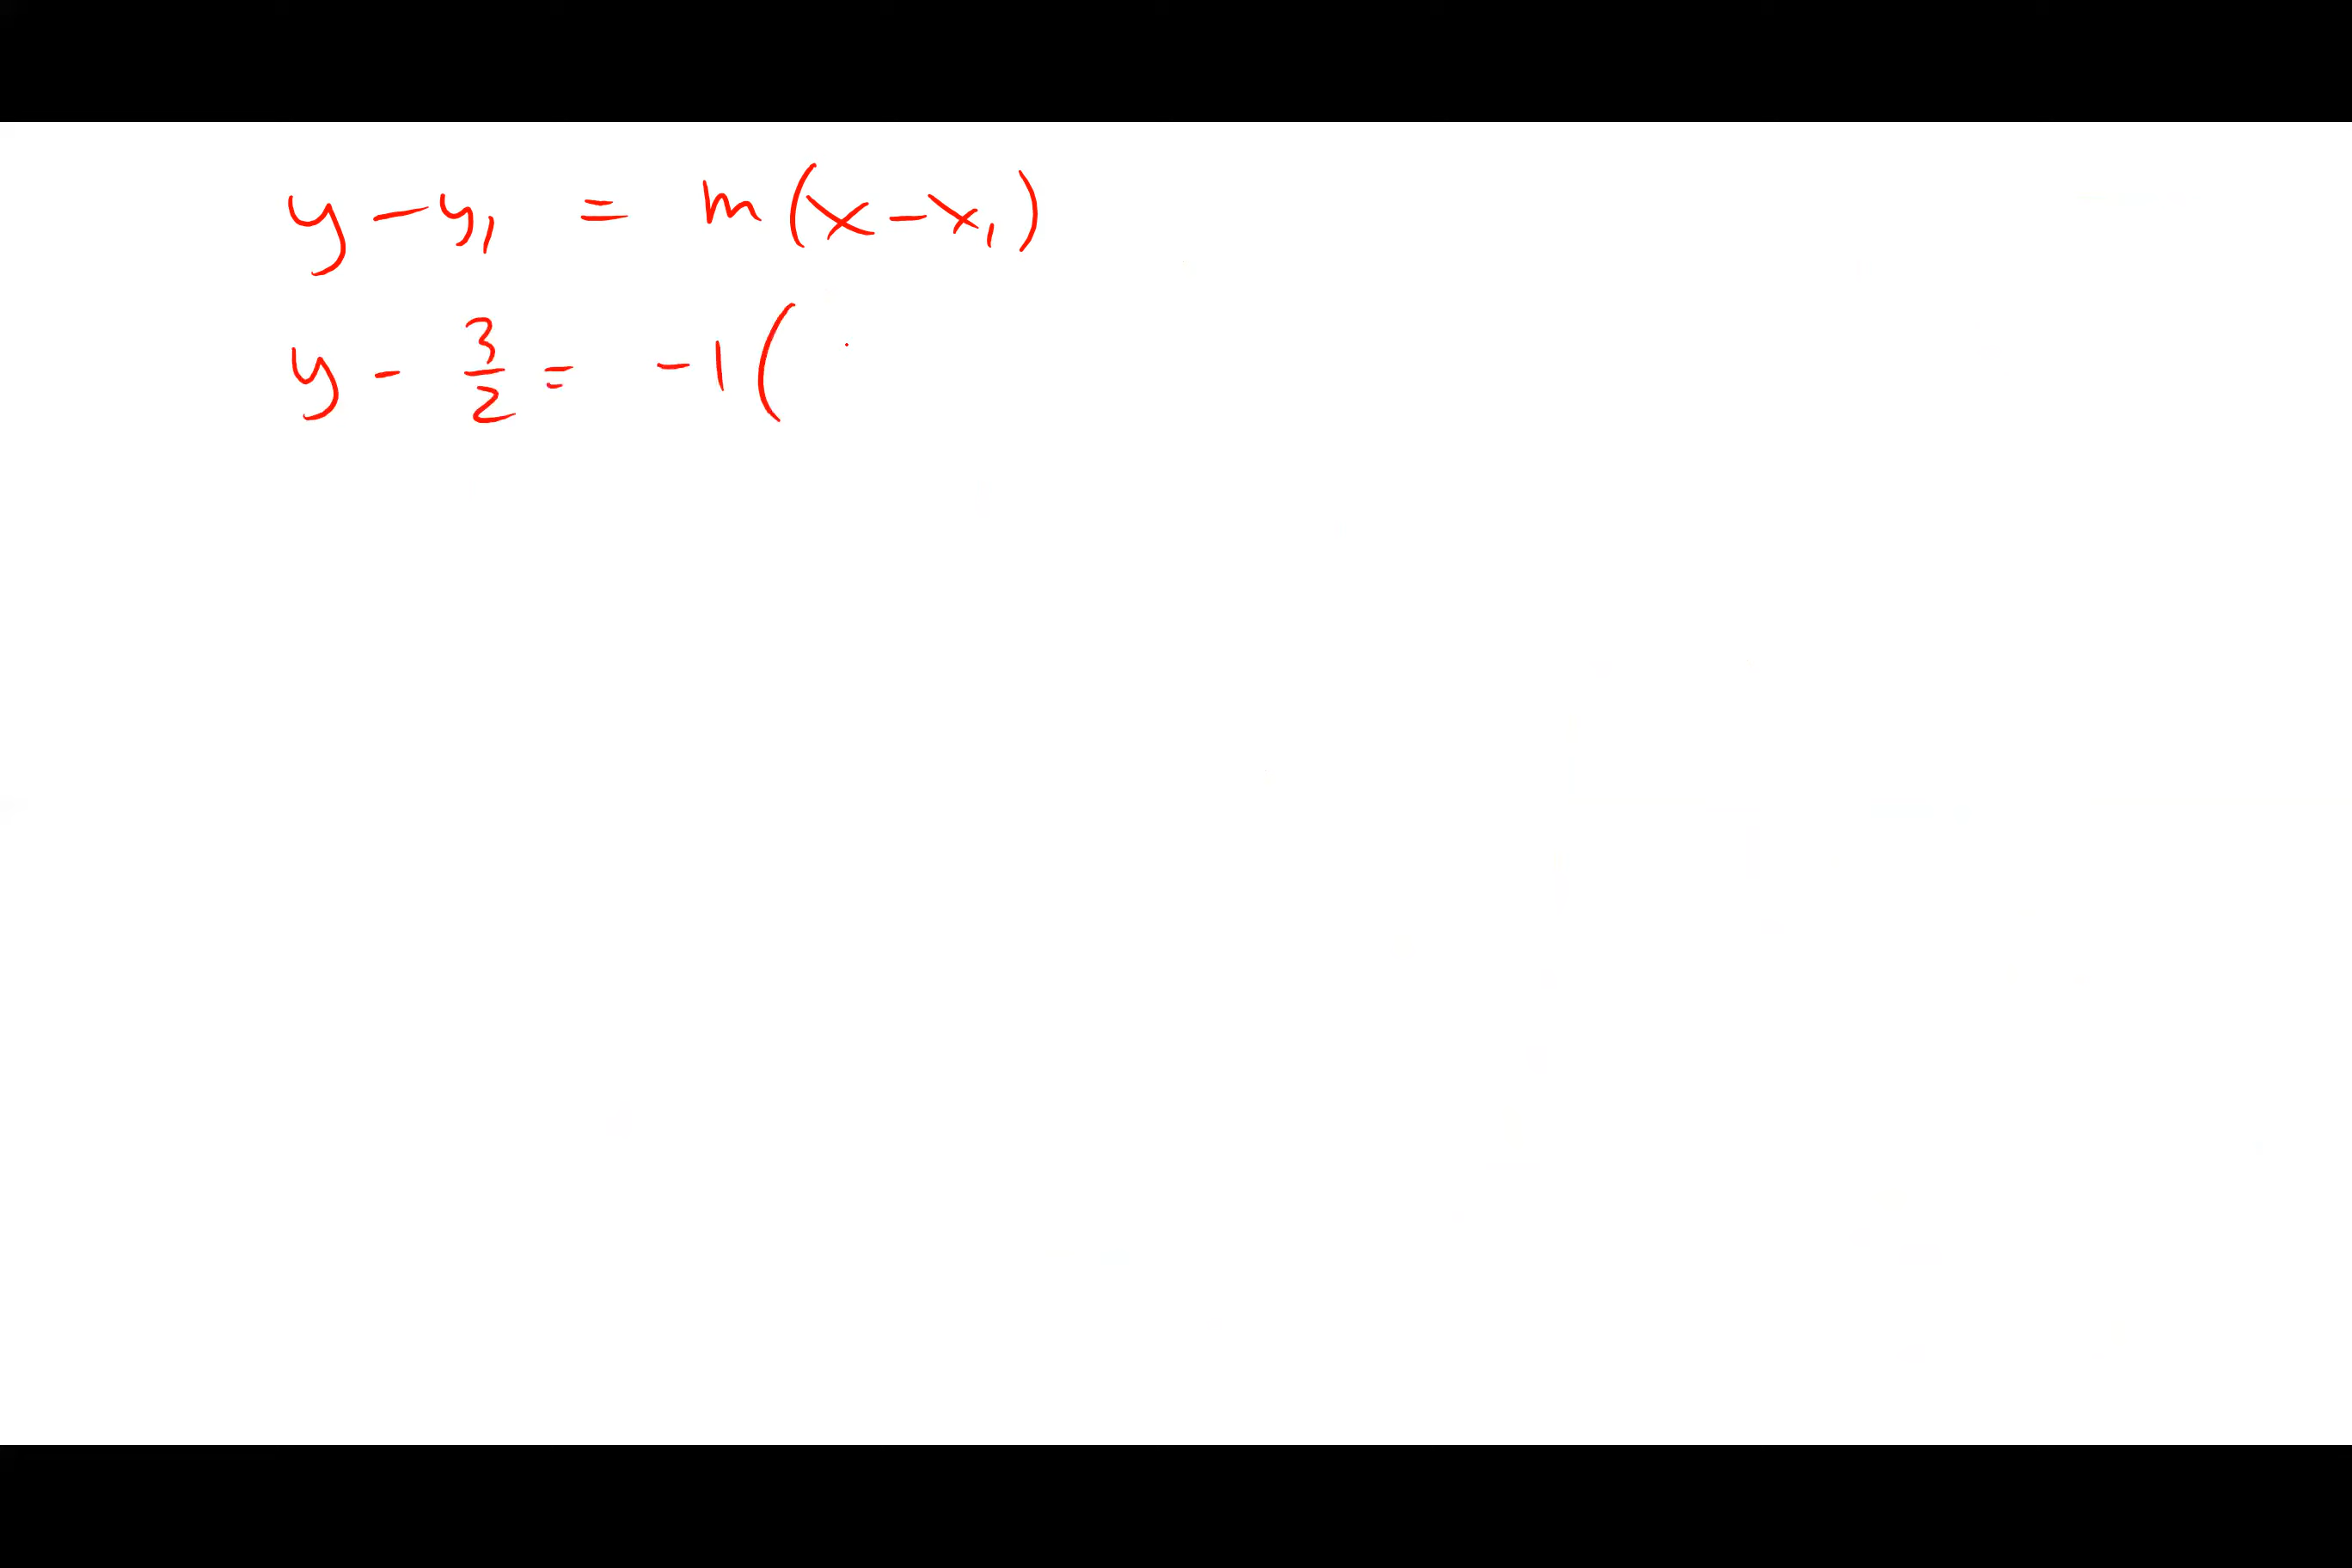 y - y₁ = m(x - x₁)
y - 3/2 = -1(